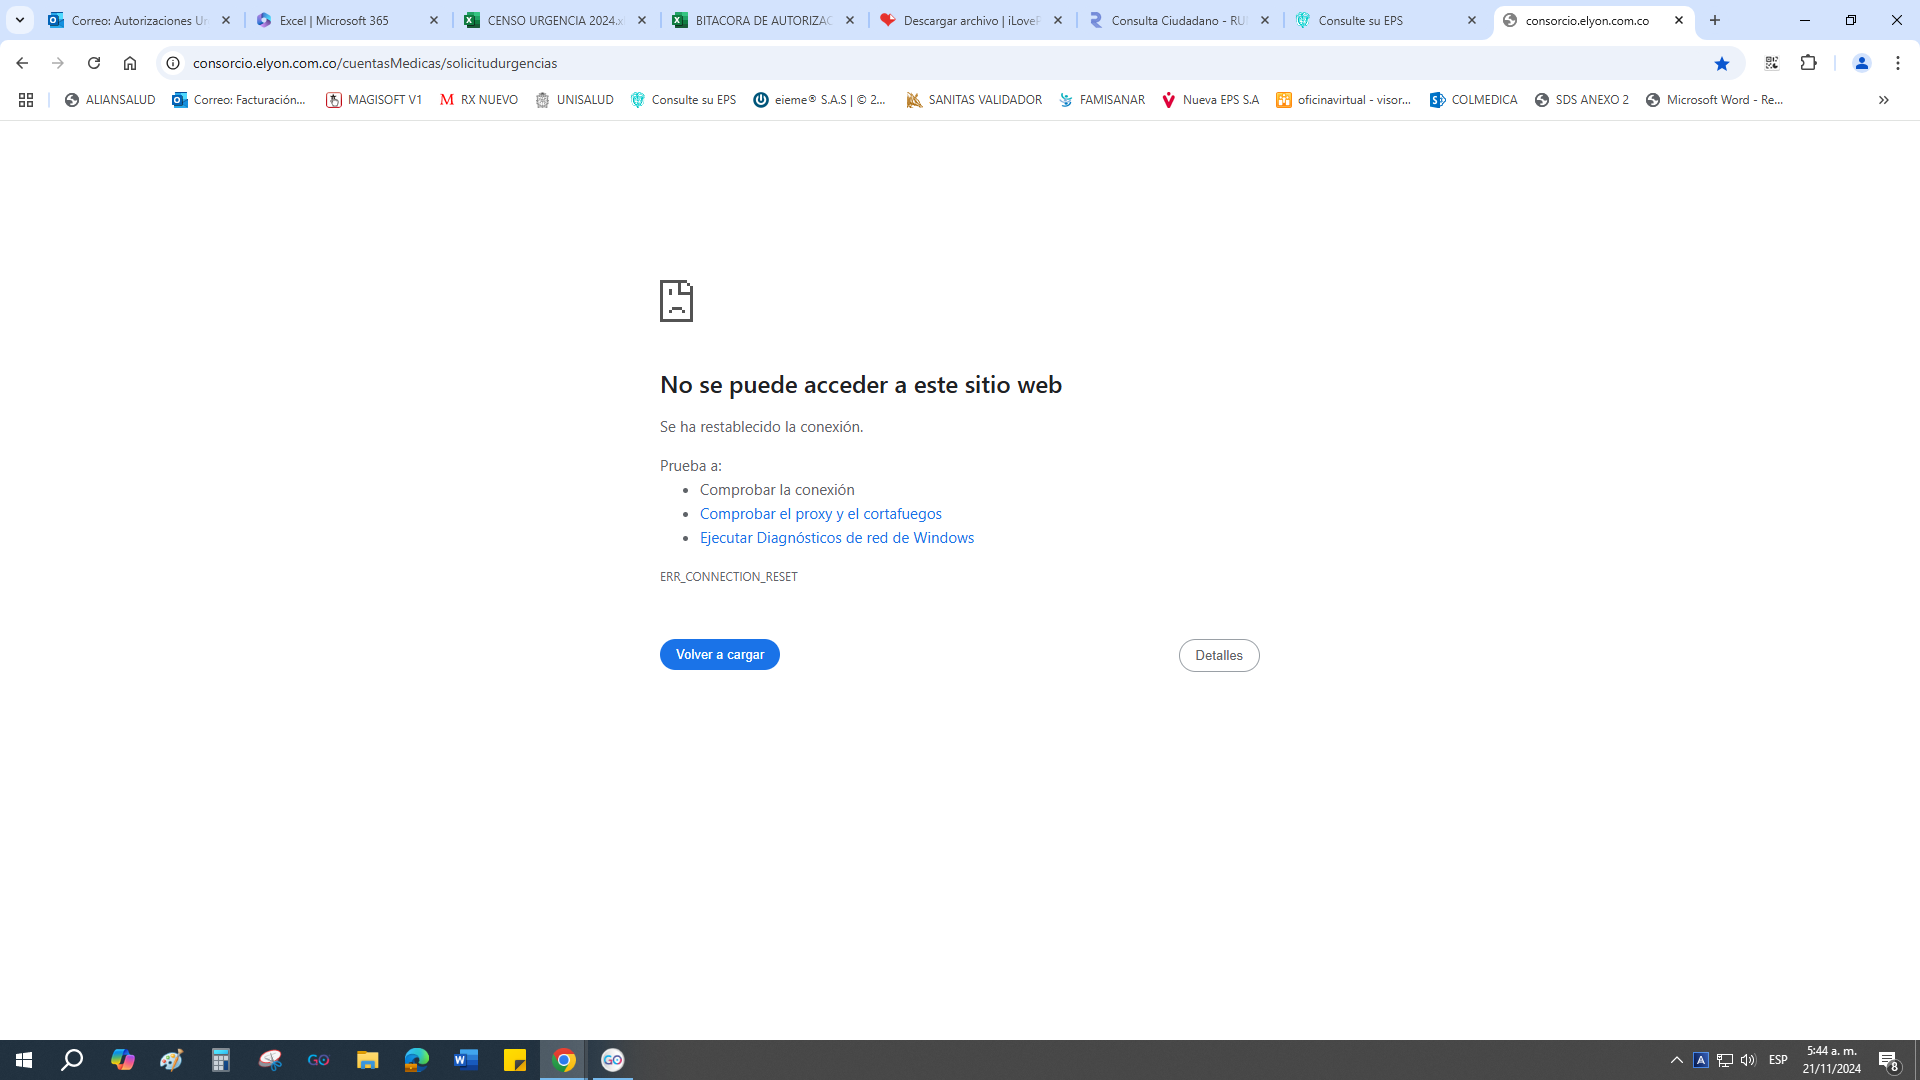 Correo: Autorizaciones Ur
Excel | Microsoft 365
CENSO URGENCIA 2024.x
BITACORA DE AUTORIZAC
Descargar archivo | iLoveP
Consulta Ciudadano - RU
Consulte su EPS
consorcio.elyon.com.co
consorcio.elyon.com.co/cuentasMedicas/solicitudurgencias
ALIANSALUD
Correo: Facturación...
MAGISOFT V1
RX NUEVO
UNISALUD
Consulte su EPS
eieme® S.A.S | © 2...
SANITAS VALIDADOR
FAMISANAR
Nueva EPS S.A
oficinavirtual - visor...
COLMEDICA
SDS ANEXO 2
Microsoft Word - Re...
No se puede acceder a este sitio web
Se ha restablecido la conexión.
Prueba a:
Comprobar la conexión
Comprobar el proxy y el cortafuegos
Ejecutar Diagnósticos de red de Windows
ERR_CONNECTION_RESET
Volver a cargar
Detalles
GO
GO
A
ESP
5:44 a. m.
21/11/2024
8